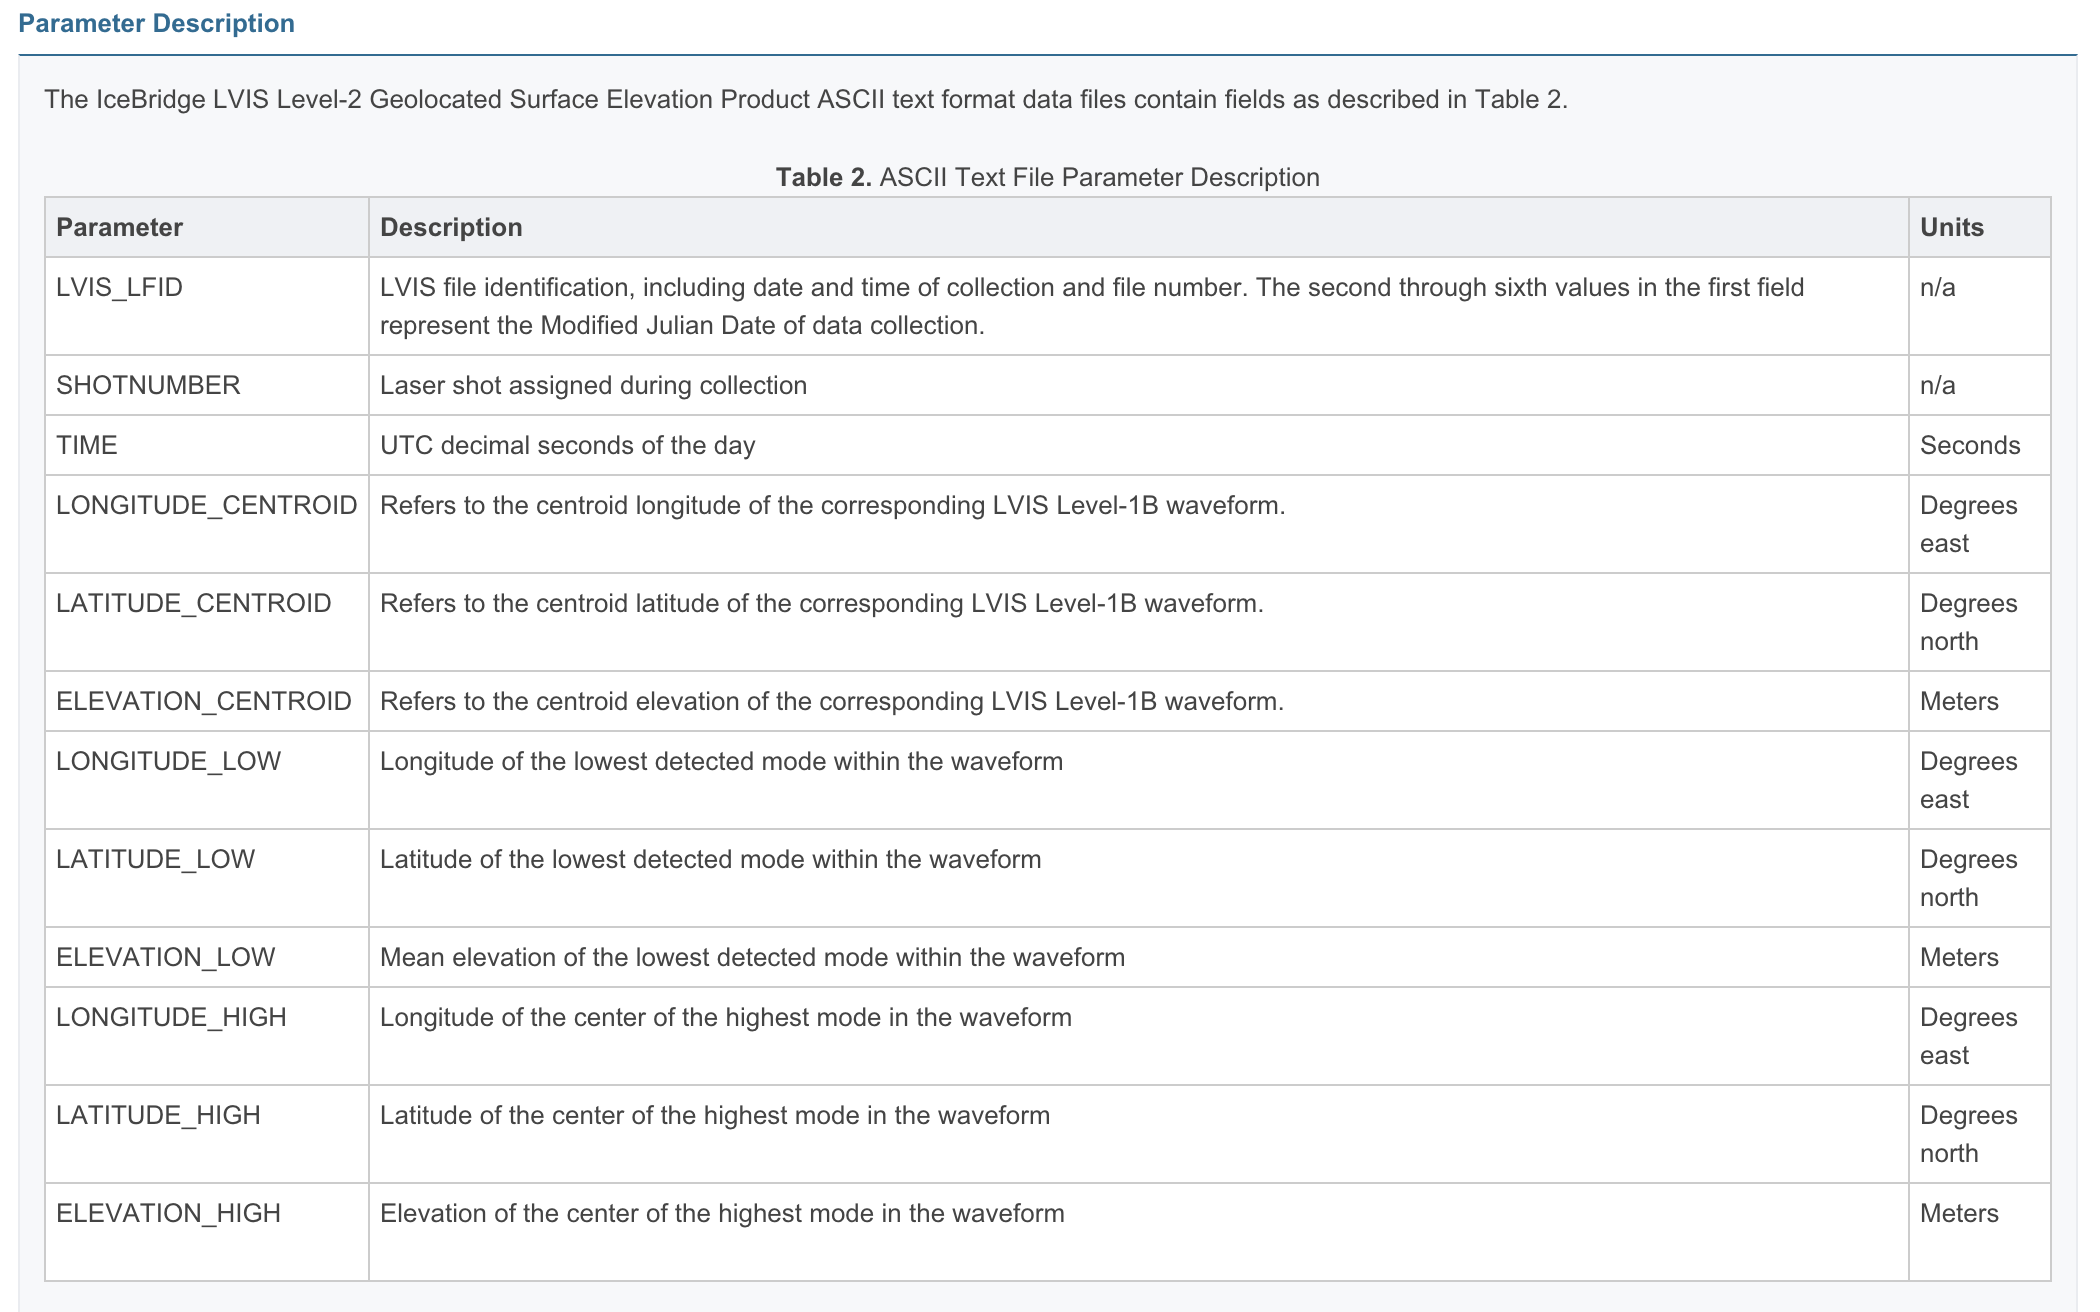 Parameter Description
The IceBridge LVIS Level-2 Geolocated Surface Elevation Product ASCII text format data files contain fields as described in Table 2.
Table 2. ASCII Text File Parameter Description
Parameter Description Units
LVIS_LFID LVIS file identification, including date and time of collection and file number. The second through sixth values in the first field n/a
represent the Modified Julian Date of data collection.
SHOTNUMBER Laser shot assigned during collection n/a
TIME UTC decimal seconds of the day Seconds
LONGITUDE_CENTROID Refers to the centroid longitude of the corresponding LVIS Level-1B waveform. Degrees
east
LATITUDE_CENTROID Refers to the centroid latitude of the corresponding LVIS Level-1B waveform. Degrees
north
ELEVATION_CENTROID Refers to the centroid elevation of the corresponding LVIS Level-1B waveform. Meters
LONGITUDE_LOW Longitude of the lowest detected mode within the waveform Degrees
east
LATITUDE_LOW Latitude of the lowest detected mode within the waveform Degrees
north
ELEVATION_LOW Mean elevation of the lowest detected mode within the waveform Meters
LONGITUDE_HIGH Longitude of the center of the highest mode in the waveform Degrees
east
LATITUDE_HIGH Latitude of the center of the highest mode in the waveform Degrees
north
ELEVATION_HIGH Elevation of the center of the highest mode in the waveform Meters